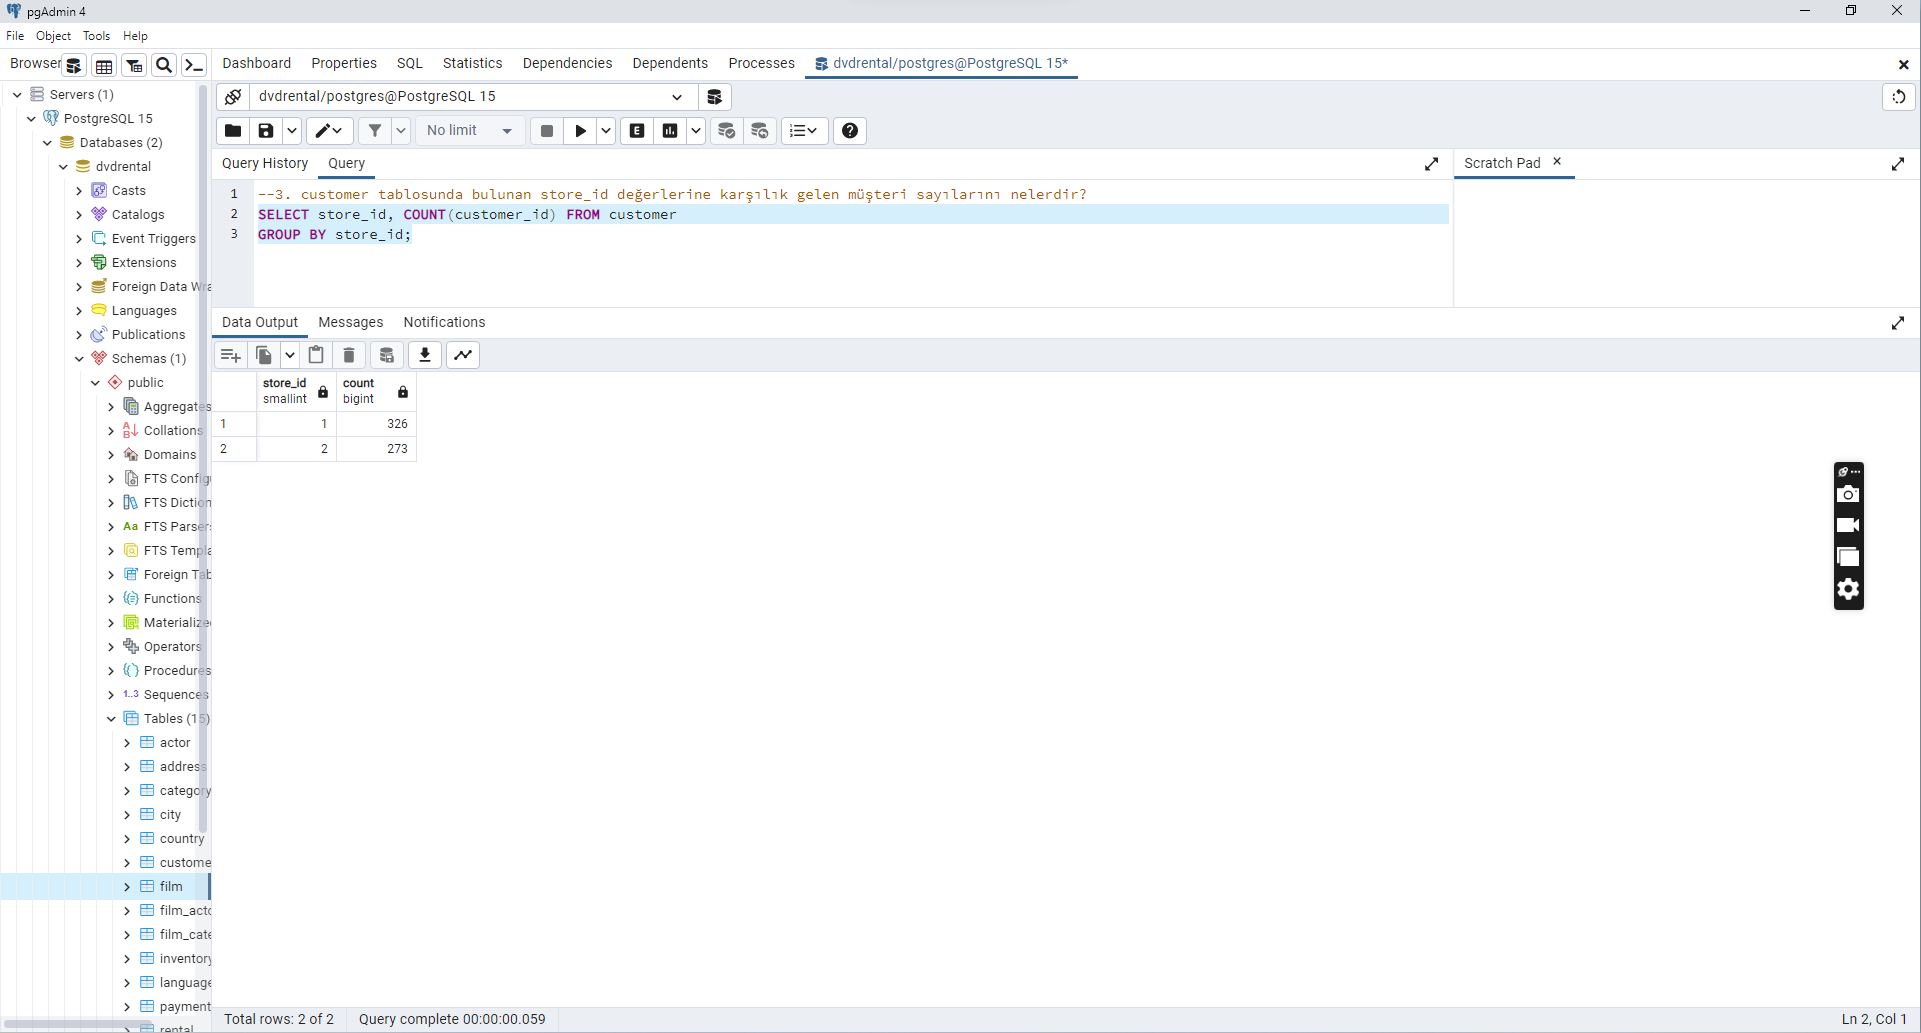 pgAdmin 4
File Object Tools Help
Browser
Dashboard Properties SQL Statistics Dependencies Dependents Processes dvdrental/postgres@PostgreSQL 15*
Servers (1)
PostgreSQL 15
Databases (2)
dvdrental
Casts
Catalogs
Event Triggers
Extensions
Foreign Data Wra
Languages
Publications
Schemas (1)
public
Aggregates
Collations
Domains
FTS Config
FTS Diction
FTS Parser
FTS Templa
Foreign Tab
Functions
Materialize
Operators
Procedures
1..3 Sequences
Tables (15)
actor
address
category
city
country
custome
film
film_acto
film_cate
inventory
language
payment
rental
dvdrental/postgres@PostgreSQL 15
No limit
E
Query History Query
Scratch Pad
1 --3. customer tablosunda bulunan store_id değerlerine karşılık gelen müşteri sayılarını nelerdir?
2 SELECT store_id, COUNT(customer_id) FROM customer
3 GROUP BY store_id;
Data Output Messages Notifications
store_id smallint
count bigint
1 1 326
2 2 273
Total rows: 2 of 2 Query complete 00:00:00.059
Ln 2, Col 1